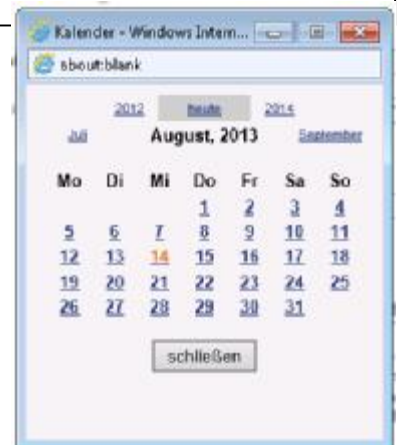 Kalender - Windows Intern...
about:blank
2012 heute 2014
Juli August, 2013 September
Mo Di Mi Do Fr Sa So
1 2 3 4
5 6 7 8 9 10 11
12 13 14 15 16 17 18
19 20 21 22 23 24 25
26 27 28 29 30 31
schließen